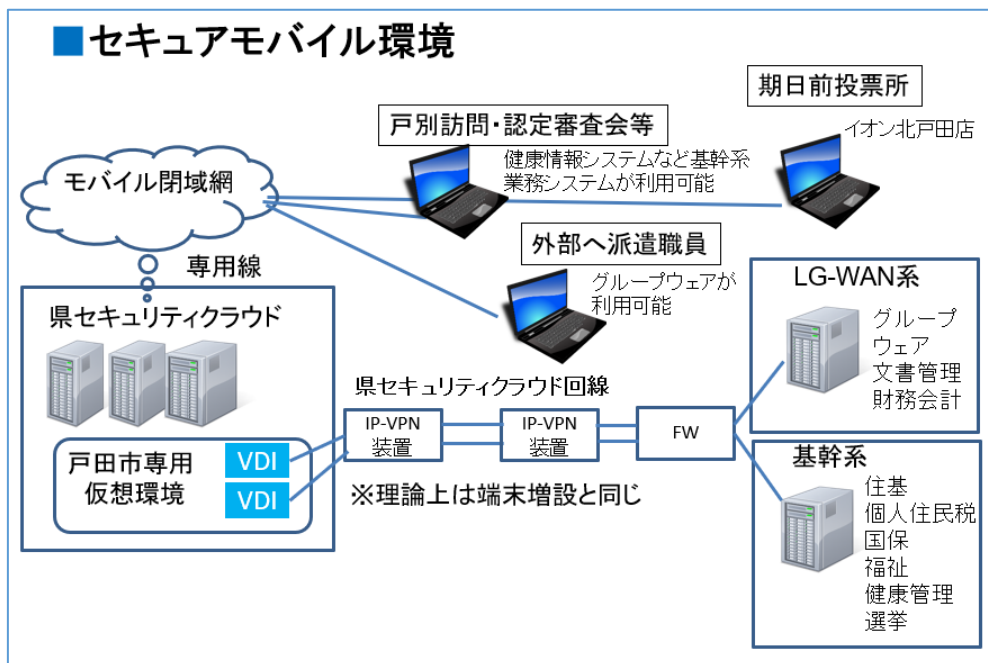 ■セキュアモバイル環境
期日前投票所
イオン北戸田店
戸別訪問・認定審査会等
健康情報システムなど基幹系
業務システムが利用可能
モバイル閉域網
外部へ派遣職員
グループウェアが
利用可能
専用線
県セキュリティクラウド
LG-WAN系
グループ
ウェア
文書管理
財務会計
県セキュリティクラウド回線
IP-VPN
装置
IP-VPN
装置
FW
戸田市専用
仮想環境
VDI
VDI
※理論上は端末増設と同じ
基幹系
住基
個人住民税
国保
福祉
健康管理
選挙